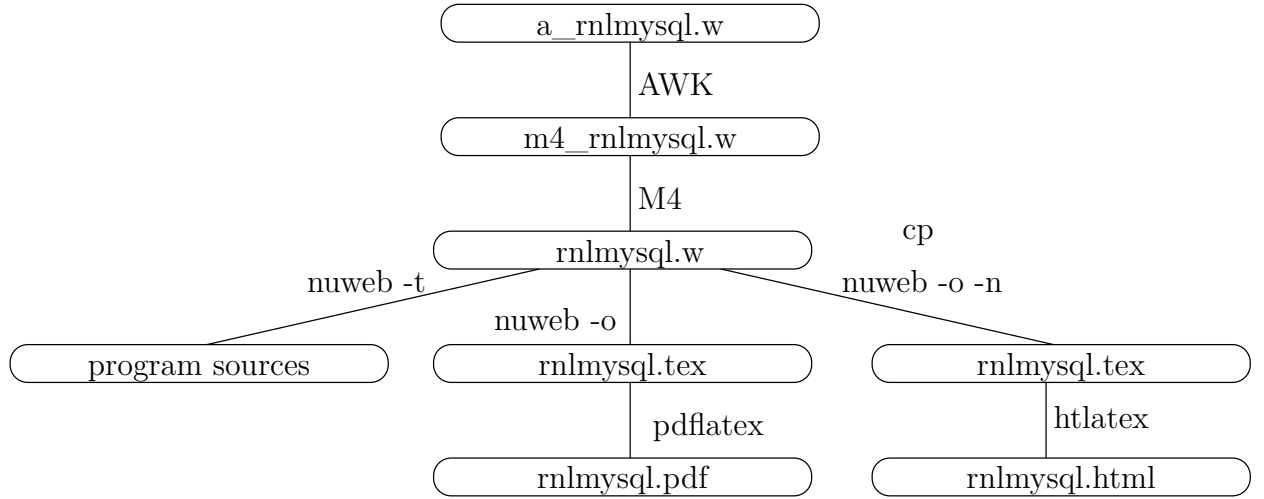 a_rnlmysql.w
AWK
m4_rnlmysql.w
M4
cp
rnlmysql.w
nuweb -t
nuweb -o -n
nuweb -o
program sources
rnlmysql.tex
rnlmysql.tex
pdflatex
htlatex
rnlmysql.pdf
rnlmysql.html